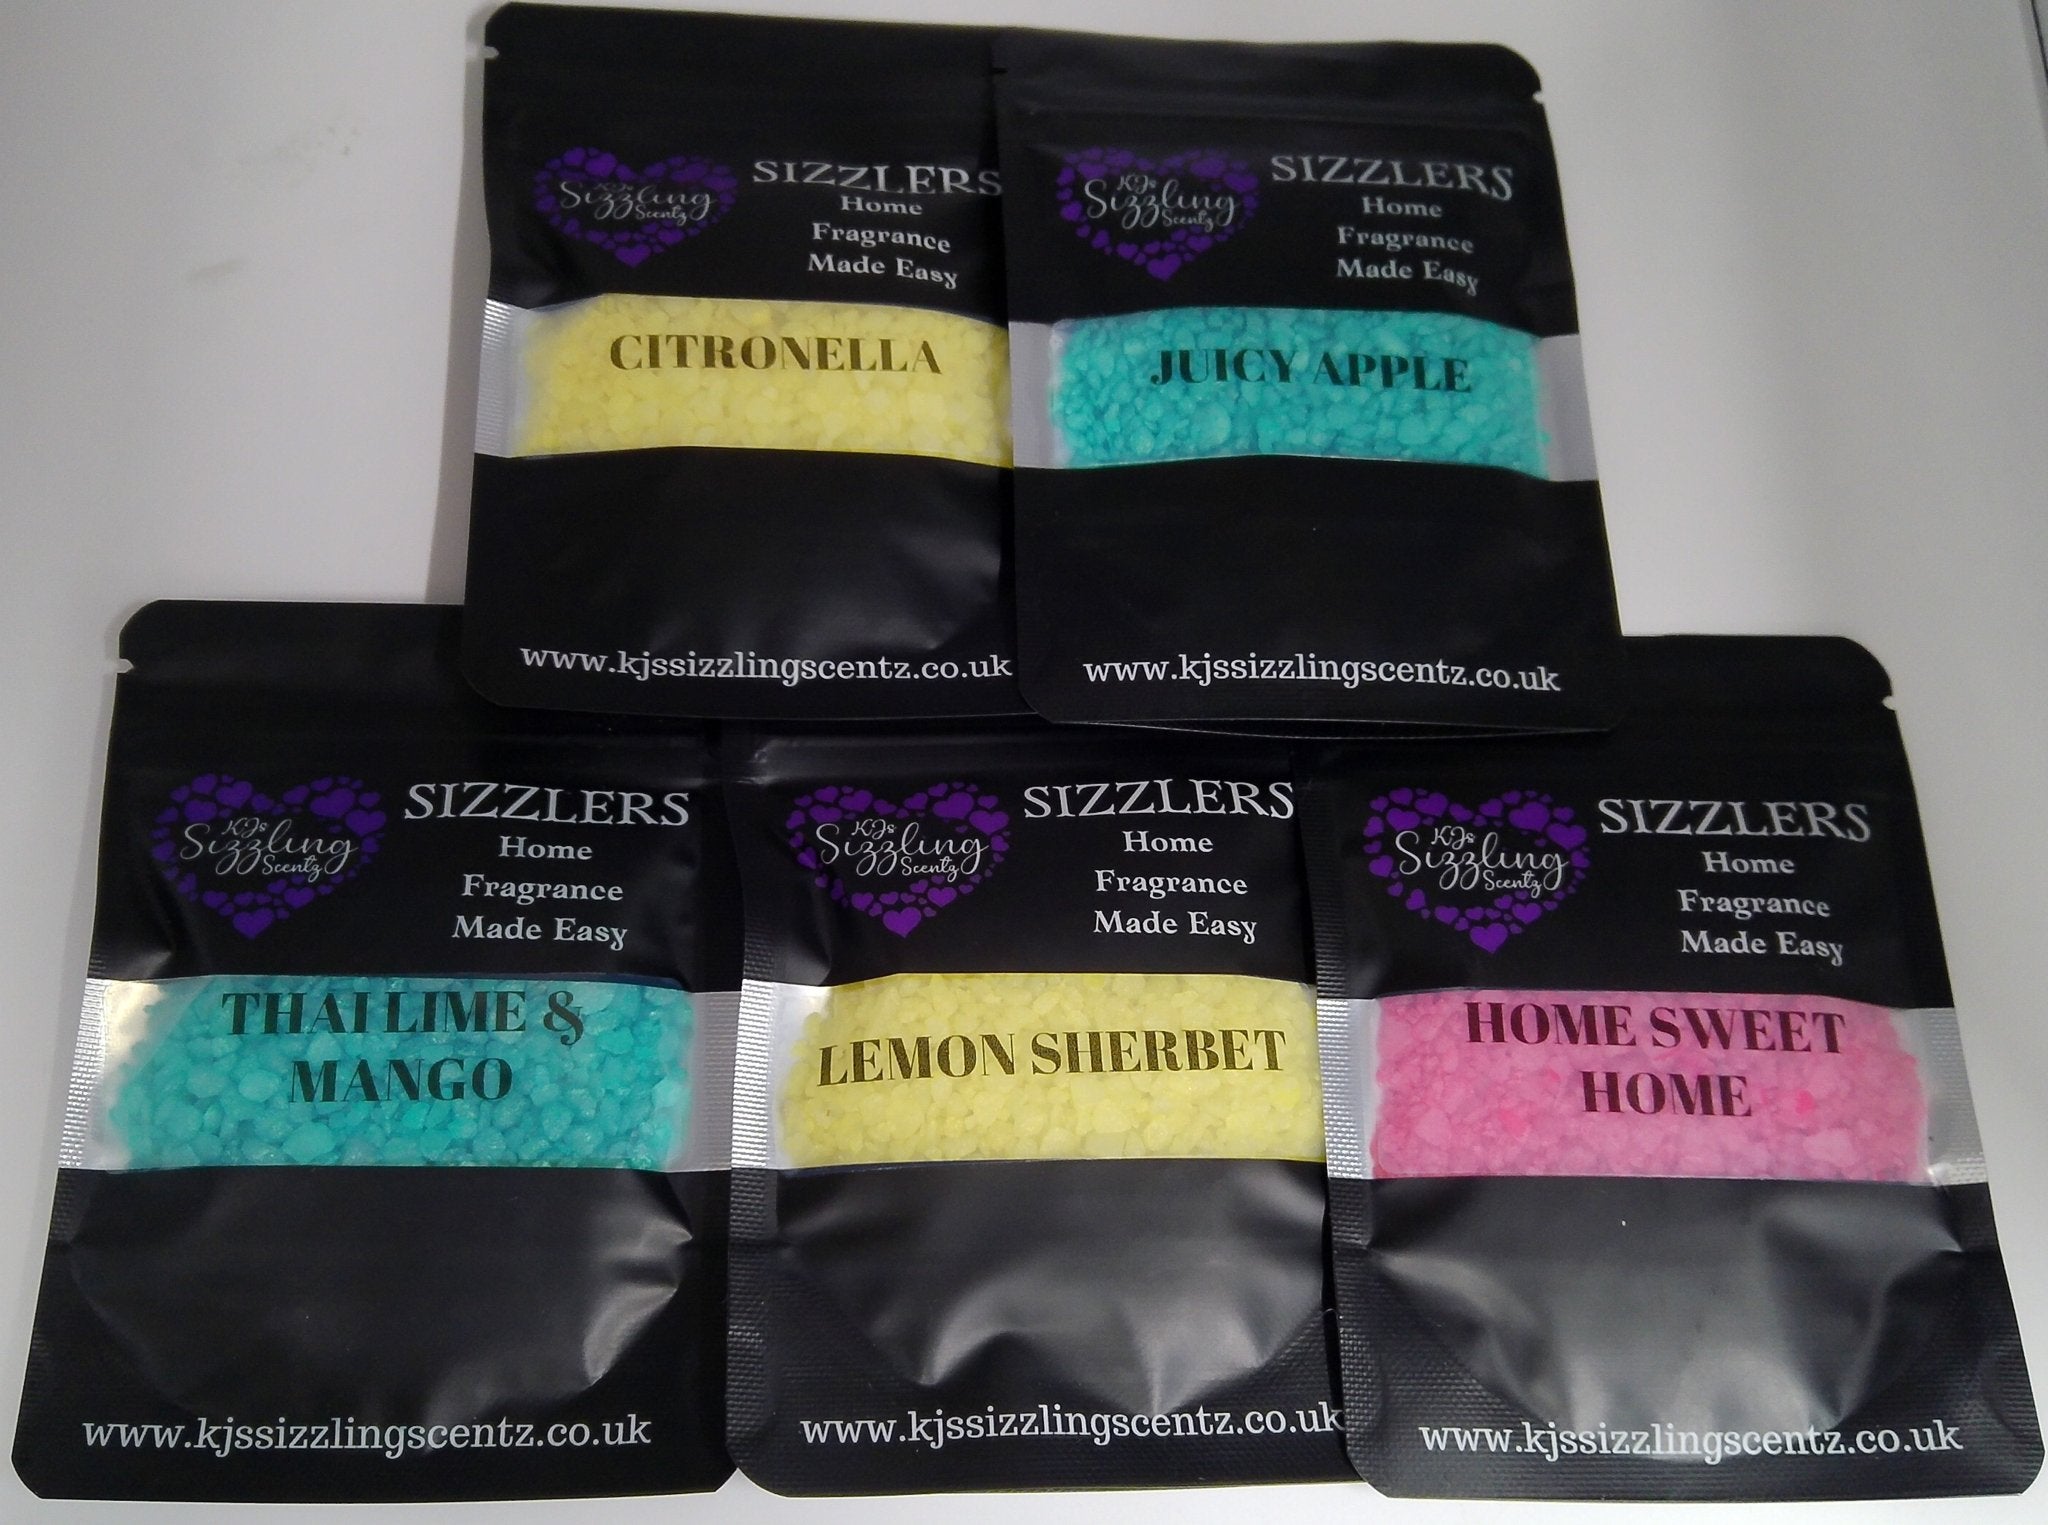 KJs
Sizzling
Scentz
SIZZLERS
Home
Fragrance
Made Easy
CITRONELLA
www.kjssizzlingscentz.co.uk
KJs
Sizzling
Scentz
SIZZLERS
Home
Fragrance
Made Easy
JUICY APPLE
www.kjssizzlingscentz.co.uk
KJs
Sizzling
Scentz
SIZZLERS
Home
Fragrance
Made Easy
THAI LIME &
MANGO
www.kjssizzlingscentz.co.uk
KJs
Sizzling
Scentz
SIZZLERS
Home
Fragrance
Made Easy
LEMON SHERBET
www.kjssizzlingscentz.co.uk
KJs
Sizzling
Scentz
SIZZLERS
Home
Fragrance
Made Easy
HOME SWEET
HOME
www.kjssizzlingscentz.co.uk